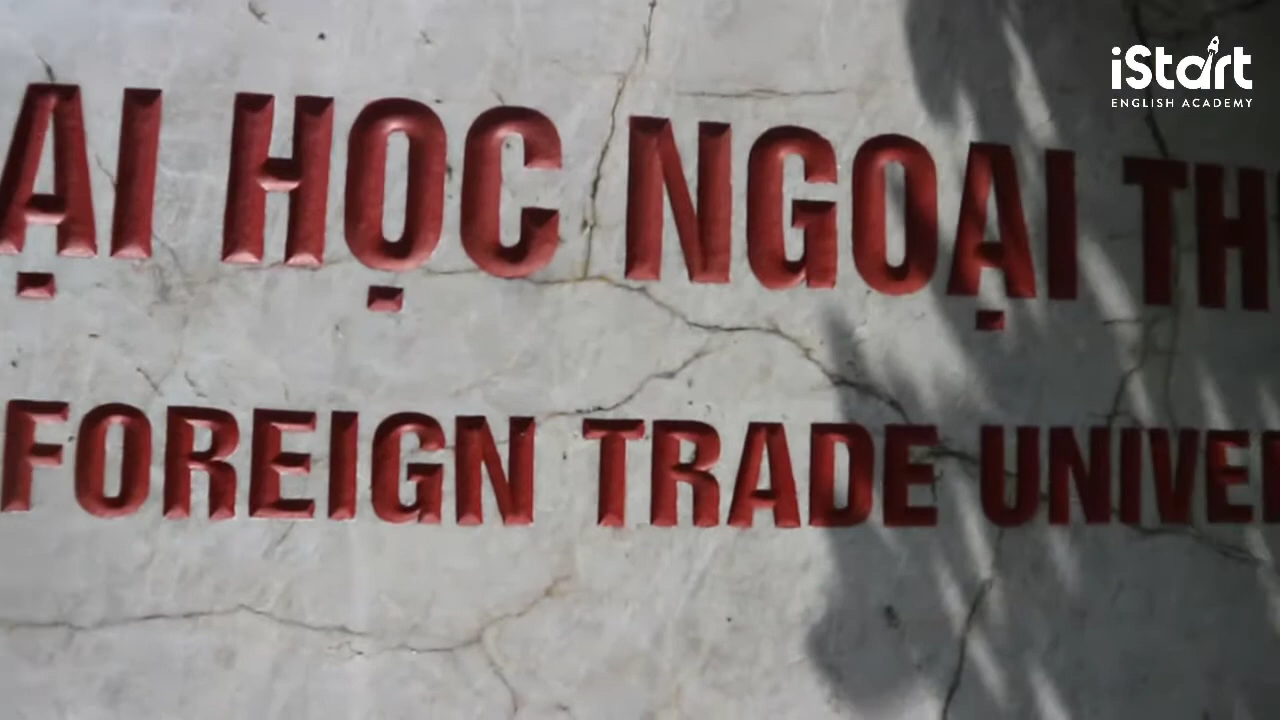 iStart
ENGLISH ACADEMY
ẠI HỌC NGOẠI TH
FOREIGN TRADE UNIVE